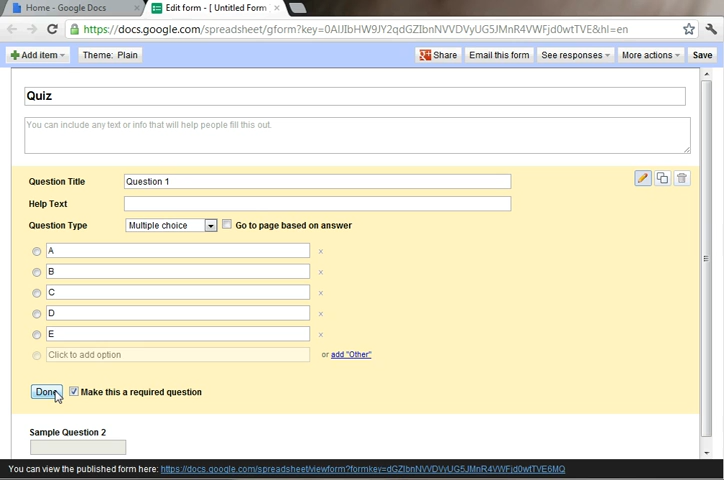 Home - Google Docs
Edit form - [ Untitled Form
https://docs.google.com/spreadsheet/gform?key=0AlJIbHW9JY2qdGZIbnNVVDVyUG5JMnR4VWFjd0wtTVE&hl=en
Add item
Theme: Plain
Share
Email this form
See responses
More actions
Save
Quiz
You can include any text or info that will help people fill this out.
Question Title
Question 1
Help Text
Question Type
Multiple choice
Go to page based on answer
A
B
C
D
E
Click to add option
or add "Other"
Done
Make this a required question
Sample Question 2
You can view the published form here: https://docs.google.com/spreadsheet/viewform?formkey=dGZIbnNVVDVyUG5JMnR4VWFjd0wtTVE6MQ